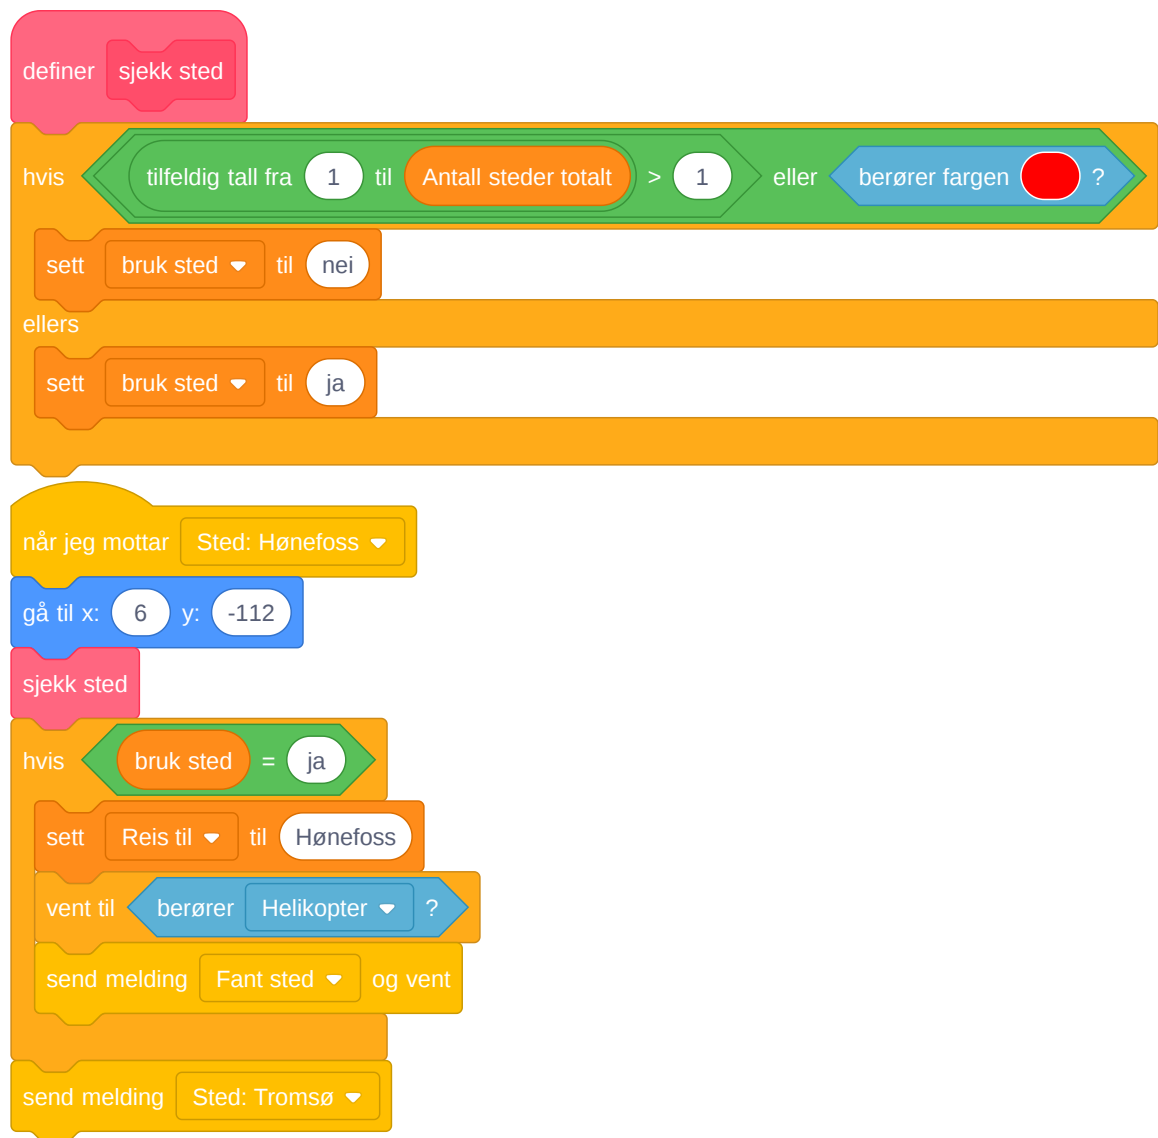 definer sjekk sted
hvis tilfeldig tall fra 1 til Antall steder totalt > 1 eller berører fargen ?
sett bruk sted til nei
ellers
sett bruk sted til ja
når jeg mottar Sted: Hønefoss
gå til x: 6 y: -112
sjekk sted
hvis bruk sted = ja
sett Reis til til Hønefoss
vent til berører Helikopter ?
send melding Fant sted og vent
send melding Sted: Tromsø